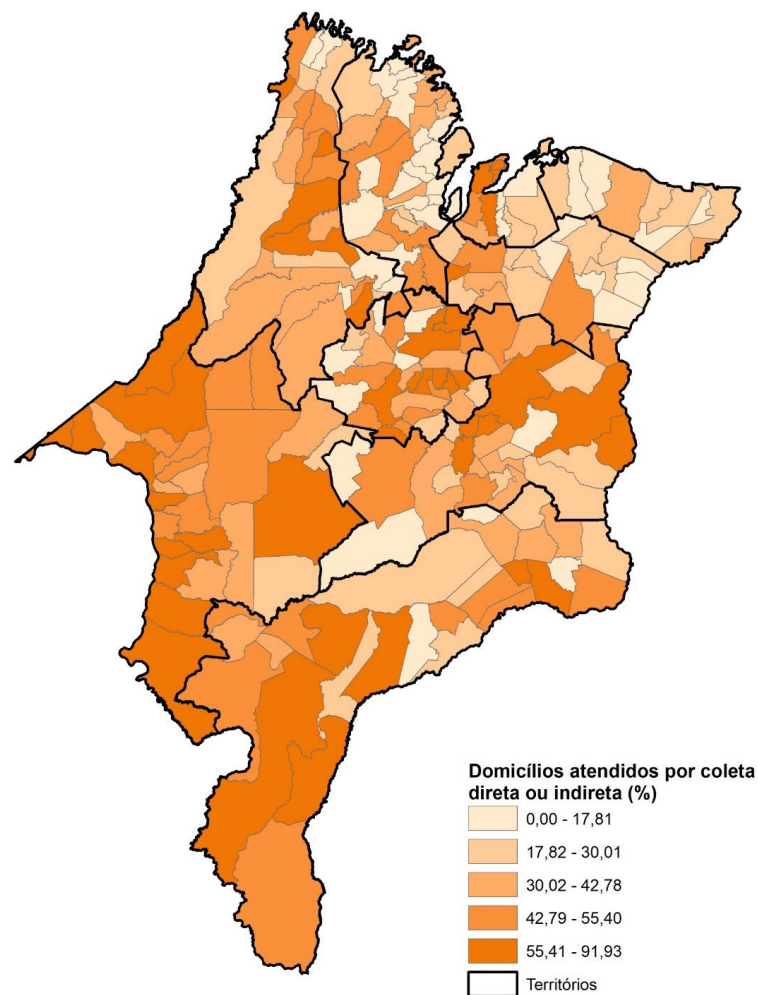 Domicílios atendidos por coleta
direta ou indireta (%)
0,00 - 17,81
17,82 - 30,01
30,02 - 42,78
42,79 - 55,40
55,41 - 91,93
Territórios